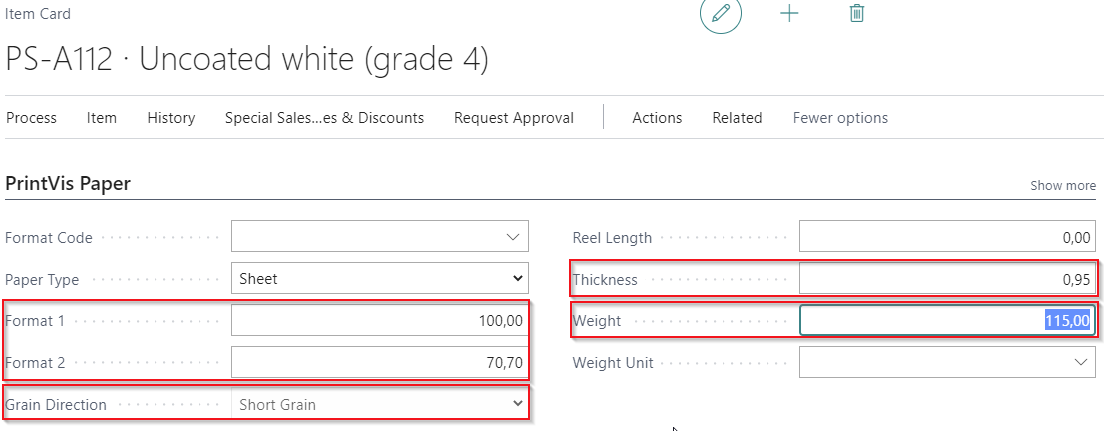 Item Card
PS-A112 · Uncoated white (grade 4)
Process Item History Special Sales...es & Discounts Request Approval Actions Related Fewer options
PrintVis Paper Show more
Format Code
Paper Type Sheet
Format 1 100,00
Format 2 70,70
Grain Direction Short Grain
Reel Length 0,00
Thickness 0,95
Weight 115,00
Weight Unit